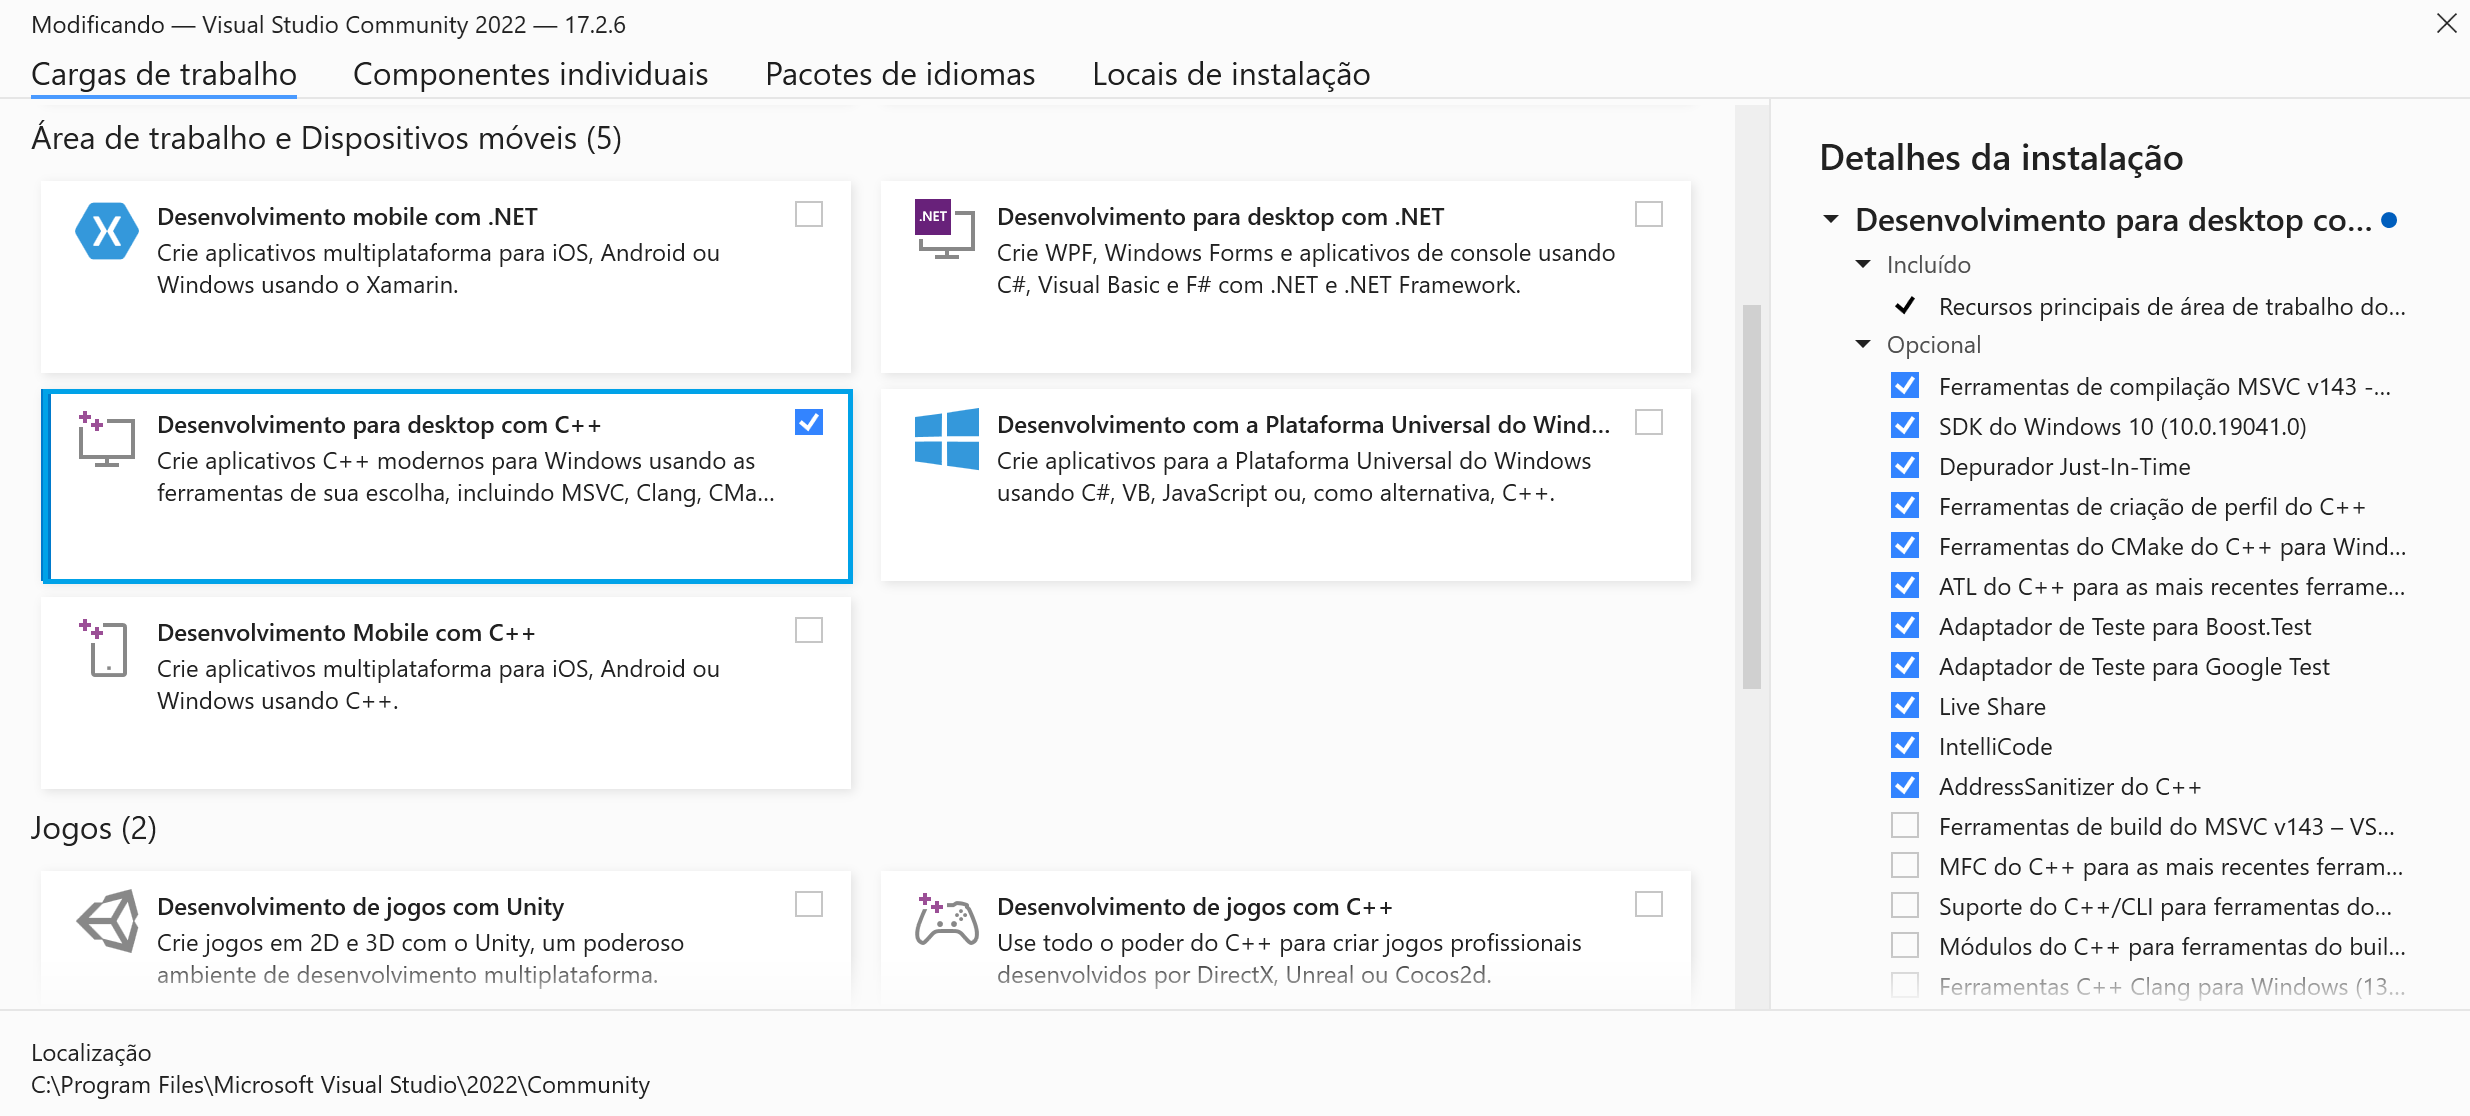 Modificando — Visual Studio Community 2022 — 17.2.6
Cargas de trabalho
Componentes individuais
Pacotes de idiomas
Locais de instalação
Área de trabalho e Dispositivos móveis (5)
Desenvolvimento mobile com .NET
Crie aplicativos multiplataforma para iOS, Android ou
Windows usando o Xamarin.
.NET
Desenvolvimento para desktop com .NET
Crie WPF, Windows Forms e aplicativos de console usando
C#, Visual Basic e F# com .NET e .NET Framework.
Desenvolvimento para desktop com C++
Crie aplicativos C++ modernos para Windows usando as
ferramentas de sua escolha, incluindo MSVC, Clang, CMa...
Desenvolvimento com a Plataforma Universal do Wind...
Crie aplicativos para a Plataforma Universal do Windows
usando C#, VB, JavaScript ou, como alternativa, C++.
Desenvolvimento Mobile com C++
Crie aplicativos multiplataforma para iOS, Android ou
Windows usando C++.
Jogos (2)
Desenvolvimento de jogos com Unity
Crie jogos em 2D e 3D com o Unity, um poderoso
ambiente de desenvolvimento multiplataforma.
Desenvolvimento de jogos com C++
Use todo o poder do C++ para criar jogos profissionais
desenvolvidos por DirectX, Unreal ou Cocos2d.
Detalhes da instalação
Desenvolvimento para desktop co...
Incluído
Recursos principais de área de trabalho do...
Opcional
Ferramentas de compilação MSVC v143 -...
SDK do Windows 10 (10.0.19041.0)
Depurador Just-In-Time
Ferramentas de criação de perfil do C++
Ferramentas do CMake do C++ para Wind...
ATL do C++ para as mais recentes ferrame...
Adaptador de Teste para Boost.Test
Adaptador de Teste para Google Test
Live Share
IntelliCode
AddressSanitizer do C++
Ferramentas de build do MSVC v143 – VS...
MFC do C++ para as mais recentes ferram...
Suporte do C++/CLI para ferramentas do...
Módulos do C++ para ferramentas do buil...
Ferramentas C++ Clang para Windows (13...
Localização
C:\Program Files\Microsoft Visual Studio\2022\Community